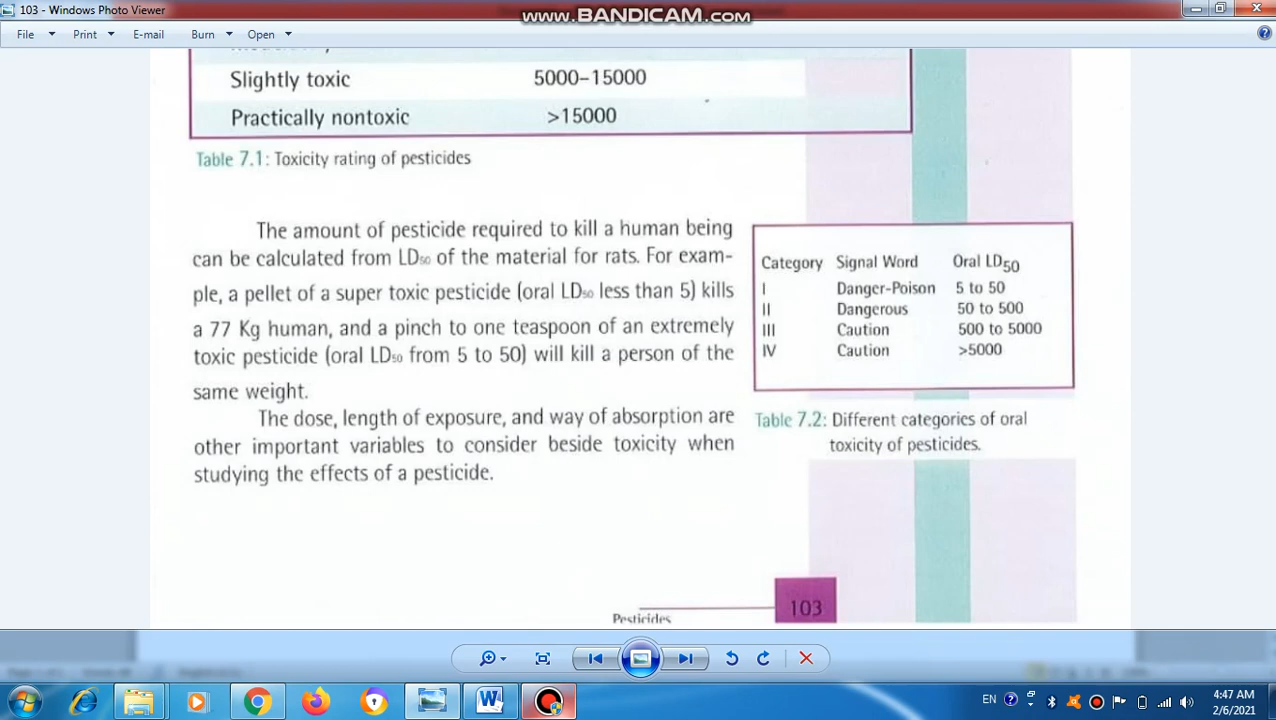 103 - Windows Photo Viewer
www.BANDICAM.com
File Print E-mail Burn Open
Slightly toxic 5000–15000
Practically nontoxic >15000
Table 7.1: Toxicity rating of pesticides
The amount of pesticide required to kill a human being
can be calculated from LD50 of the material for rats. For exam-
ple, a pellet of a super toxic pesticide (oral LD50 less than 5) kills
a 77 Kg human, and a pinch to one teaspoon of an extremely
toxic pesticide (oral LD50 from 5 to 50) will kill a person of the
same weight.
The dose, length of exposure, and way of absorption are
other important variables to consider beside toxicity when
studying the effects of a pesticide.
Category Signal Word Oral LD50
I Danger-Poison 5 to 50
II Dangerous 50 to 500
III Caution 500 to 5000
IV Caution >5000
Table 7.2: Different categories of oral
toxicity of pesticides.
Pesticides
103
EN
4:47 AM
2/6/2021